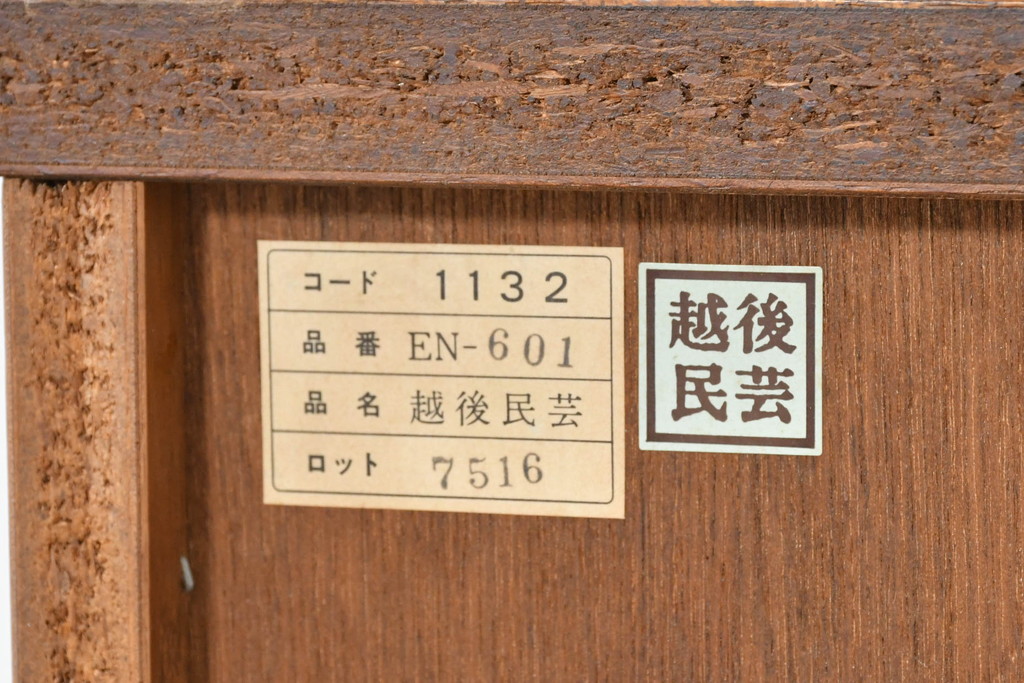 コード 1132
品番 EN-601
品名 越後民芸
ロット 7516
越後
民芸